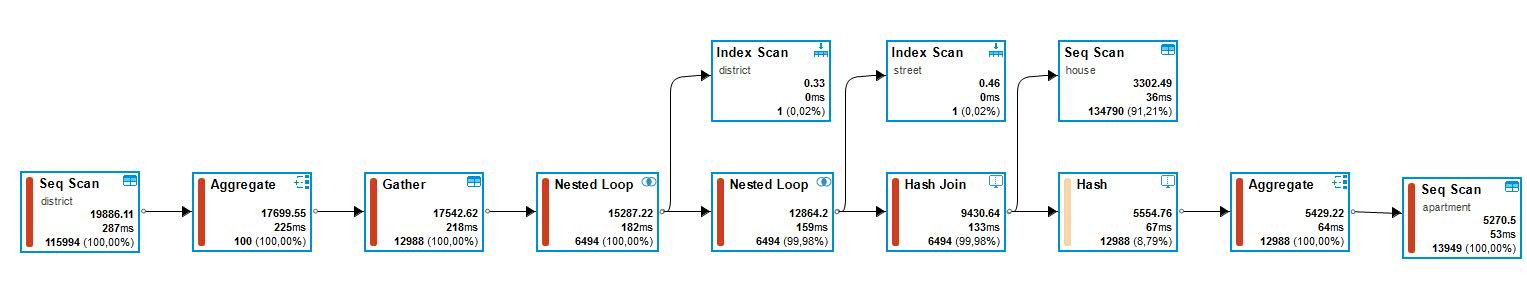 Index Scan
district
0.33
0ms
1 (0,02%)
Index Scan
street
0.46
0ms
1 (0,02%)
Seq Scan
house
3302.49
36ms
134790 (91,21%)
Seq Scan
district
19886.11
287ms
115994 (100,00%)
Aggregate
17699.55
225ms
100 (100,00%)
Gather
17542.62
218ms
12988 (100,00%)
Nested Loop
15287.22
182ms
6494 (100,00%)
Nested Loop
12864.2
159ms
6494 (99,98%)
Hash Join
9430.64
133ms
6494 (99,98%)
Hash
5554.76
67ms
12988 (8,79%)
Aggregate
5429.22
64ms
12988 (100,00%)
Seq Scan
apartment
5270.5
53ms
13949 (100,00%)